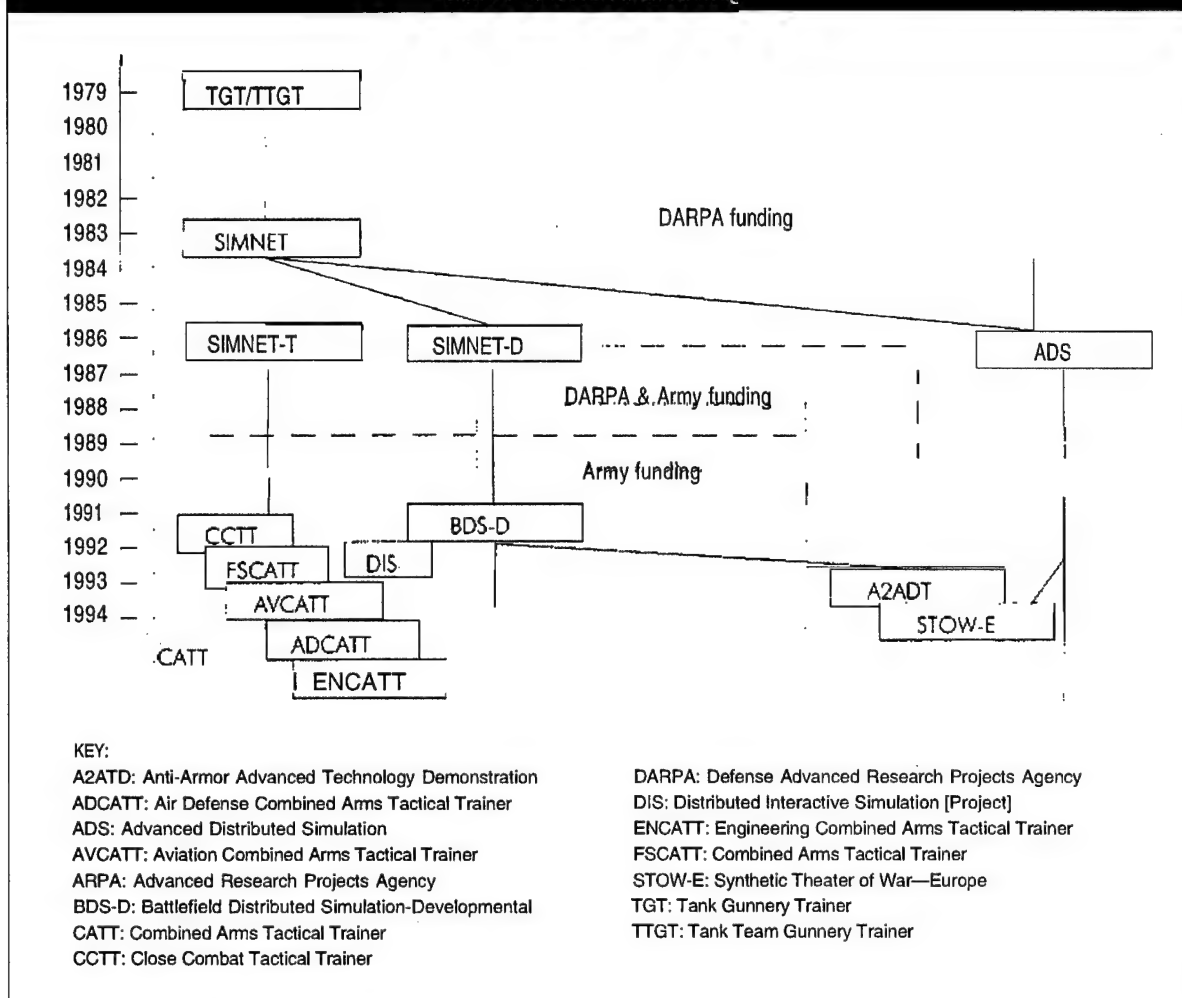 1979
TGT/TTGT
1980
1981
1982
DARPA funding
1983
SIMNET
1984
1985
1986
SIMNET-T
SIMNET-D
ADS
1987
DARPA & Army funding
1988
1989
Army funding
1990
1991
BDS-D
CCTT
1992
DIS
FSCATT
1993
A2ADT
AVCATT
1994
STOW-E
ADCATT
CATT
ENCATT
KEY:
A2ATD: Anti-Armor Advanced Technology Demonstration
ADCATT: Air Defense Combined Arms Tactical Trainer
ADS: Advanced Distributed Simulation
AVCATT: Aviation Combined Arms Tactical Trainer
ARPA: Advanced Research Projects Agency
BDS-D: Battlefield Distributed Simulation-Developmental
CATT: Combined Arms Tactical Trainer
CCTT: Close Combat Tactical Trainer
DARPA: Defense Advanced Research Projects Agency
DIS: Distributed Interactive Simulation [Project]
ENCATT: Engineering Combined Arms Tactical Trainer
FSCATT: Combined Arms Tactical Trainer
STOW-E: Synthetic Theater of War—Europe
TGT: Tank Gunnery Trainer
TTGT: Tank Team Gunnery Trainer